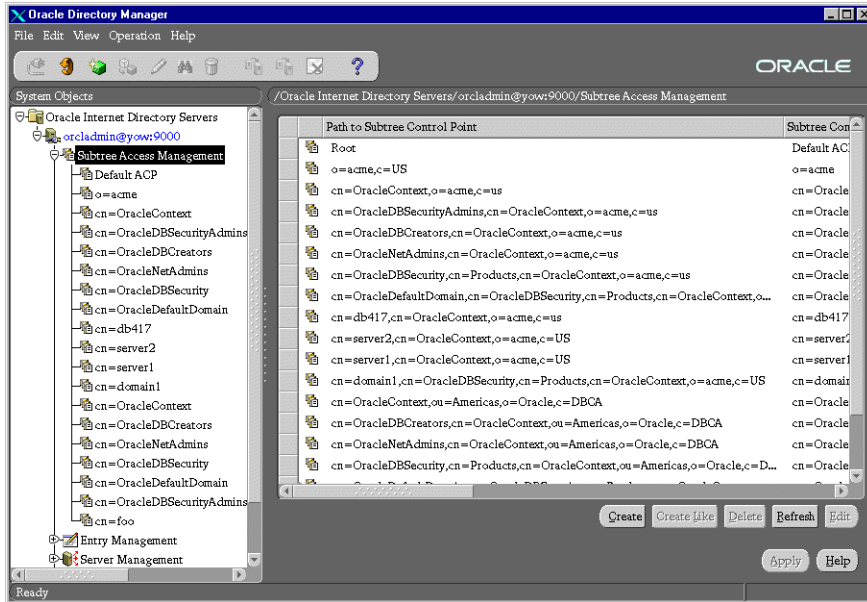 Oracle Directory Manager
File Edit View Operation Help
ORACLE
System Objects
/Oracle Internet Directory Servers/orcladmin@yow:9000/Subtree Access Management
Oracle Internet Directory Servers
orcladmin@yow:9000
Subtree Access Management
Default ACP
o=acme
cn=OracleContext
cn=OracleDBSecurityAdmins
cn=OracleDBCreators
cn=OracleNetAdmins
cn=OracleDBSecurity
cn=OracleDefaultDomain
cn=db417
cn=server2
cn=server1
cn=domain1
cn=OracleContext
cn=OracleDBCreators
cn=OracleNetAdmins
cn=OracleDBSecurity
cn=OracleDefaultDomain
cn=OracleDBSecurityAdmins
cn=foo
Entry Management
Server Management
Path to Subtree Control Point Subtree Con
Root Default AC
o=acme,c=US o=acme
cn=OracleContext,o=acme,c=us cn=Oracle
cn=OracleDBSecurityAdmins,cn=OracleContext,o=acme,c=us cn=Oracle
cn=OracleDBCreators,cn=OracleContext,o=acme,c=us cn=Oracle
cn=OracleNetAdmins,cn=OracleContext,o=acme,c=us cn=Oracle
cn=OracleDBSecurity,cn=Products,cn=OracleContext,o=acme,c=us cn=Oracle
cn=OracleDefaultDomain,cn=OracleDBSecurity,cn=Products,cn=OracleContext,o... cn=Oracle
cn=db417,cn=OracleContext,o=acme,c=us cn=db417
cn=server2,cn=OracleContext,o=acme,c=US cn=server2
cn=server1,cn=OracleContext,o=acme,c=US cn=server1
cn=domain1,cn=OracleDBSecurity,cn=Products,cn=OracleContext,o=acme,c=US cn=domain
cn=OracleContext,ou=Americas,o=Oracle,c=DBCA cn=Oracle
cn=OracleDBCreators,cn=OracleContext,ou=Americas,o=Oracle,c=DBCA cn=Oracle
cn=OracleNetAdmins,cn=OracleContext,ou=Americas,o=Oracle,c=DBCA cn=Oracle
cn=OracleDBSecurity,cn=Products,cn=OracleContext,ou=Americas,o=Oracle,c=D... cn=Oracle
Create Create Like Delete Refresh Edit
Apply Help
Ready